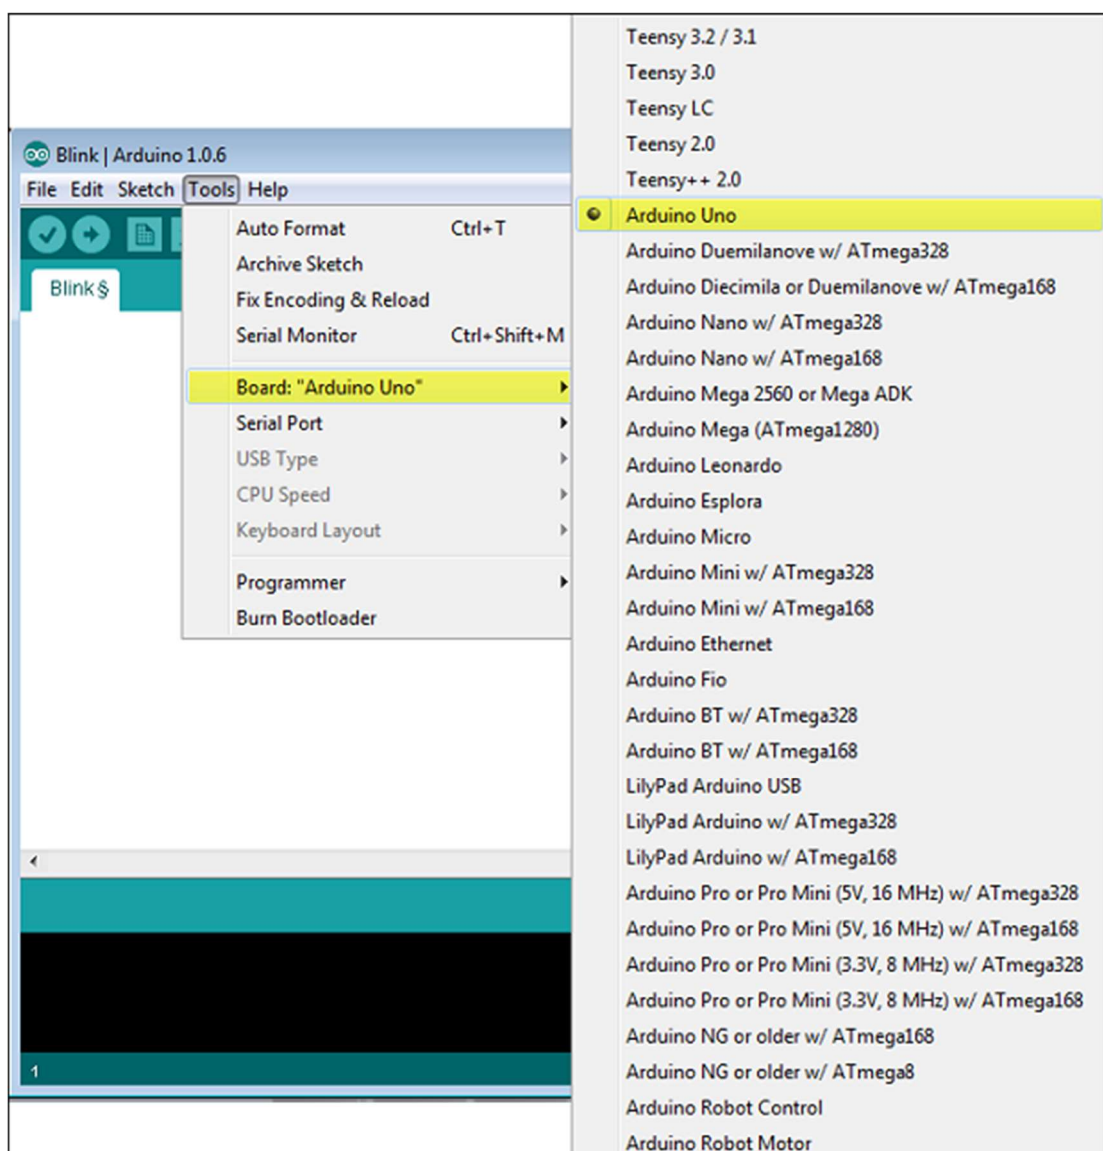 Blink | Arduino 1.0.6
File Edit Sketch Tools Help
Blink §
Auto Format Ctrl+T
Archive Sketch
Fix Encoding & Reload
Serial Monitor Ctrl+Shift+M
Board: "Arduino Uno"
Serial Port
USB Type
CPU Speed
Keyboard Layout
Programmer
Burn Bootloader
1
Teensy 3.2 / 3.1
Teensy 3.0
Teensy LC
Teensy 2.0
Teensy++ 2.0
Arduino Uno
Arduino Duemilanove w/ ATmega328
Arduino Diecimila or Duemilanove w/ ATmega168
Arduino Nano w/ ATmega328
Arduino Nano w/ ATmega168
Arduino Mega 2560 or Mega ADK
Arduino Mega (ATmega1280)
Arduino Leonardo
Arduino Esplora
Arduino Micro
Arduino Mini w/ ATmega328
Arduino Mini w/ ATmega168
Arduino Ethernet
Arduino Fio
Arduino BT w/ ATmega328
Arduino BT w/ ATmega168
LilyPad Arduino USB
LilyPad Arduino w/ ATmega328
LilyPad Arduino w/ ATmega168
Arduino Pro or Pro Mini (5V, 16 MHz) w/ ATmega328
Arduino Pro or Pro Mini (5V, 16 MHz) w/ ATmega168
Arduino Pro or Pro Mini (3.3V, 8 MHz) w/ ATmega328
Arduino Pro or Pro Mini (3.3V, 8 MHz) w/ ATmega168
Arduino NG or older w/ ATmega168
Arduino NG or older w/ ATmega8
Arduino Robot Control
Arduino Robot Motor